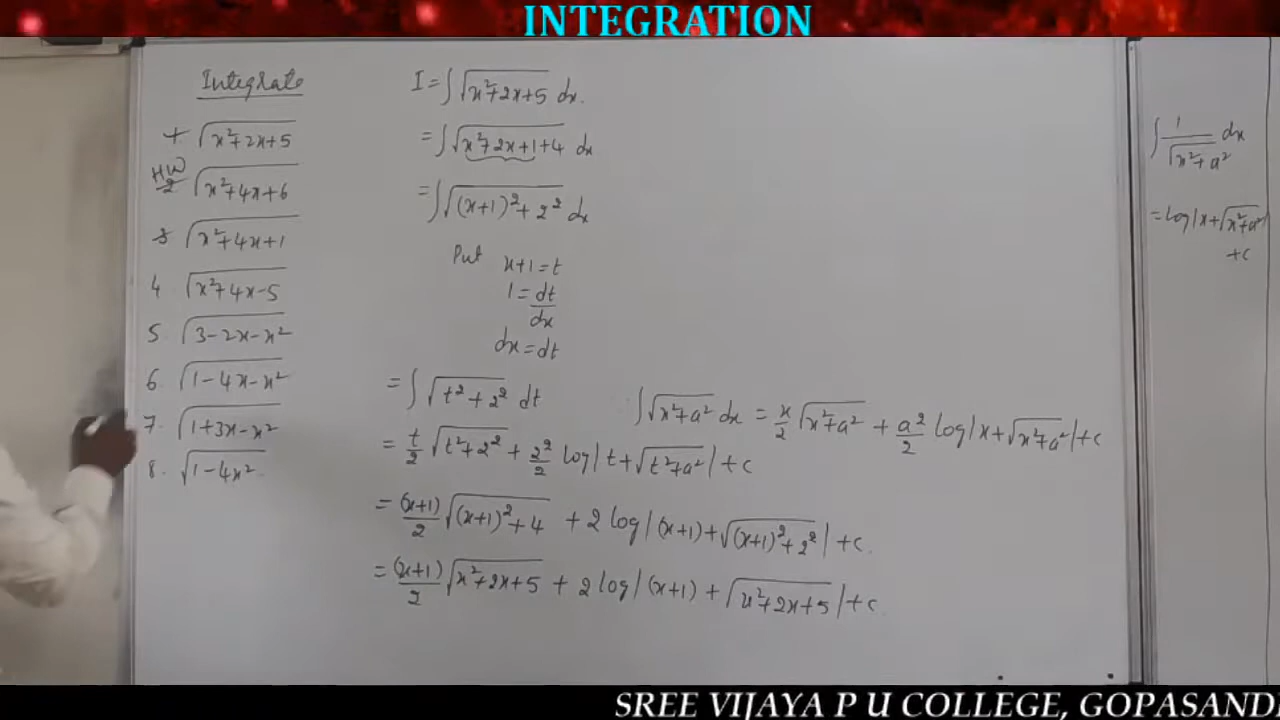 INTEGRATION
Integrate
1 √(x²+2x+5)
HW
2 √(x²+4x+6)
3 √(x²+4x+1)
4 √(x²+4x-5)
5 √(3-2x-x²)
6 √(1-4x-x²)
7. √(1+3x-x²)
8. √(1-4x²)
I = ∫√(x²+2x+5) dx.
= ∫√(x²+2x+1+4) dx
= ∫√((x+1)²+2²) dx
Put x+1=t
1 = dt/dx
dx = dt
= ∫√(t²+2²) dt
∫√(x²+a²) dx = x/2 √(x²+a²) + a²/2 log|x+√(x²+a²)|+c
= t/2 √(t²+2²) + 2²/2 log|t+√(t²+a²)|+c
= (x+1)/2 √((x+1)²+4) + 2 log|(x+1)+√((x+1)²+2²)|+c.
= (x+1)/2 √(x²+2x+5) + 2 log|(x+1)+√(x²+2x+5)|+c
∫ 1/√(x²+a²) dx
= log|x+√(x²+a²)|
+c
SREE VIJAYA P U COLLEGE, GOPASAND